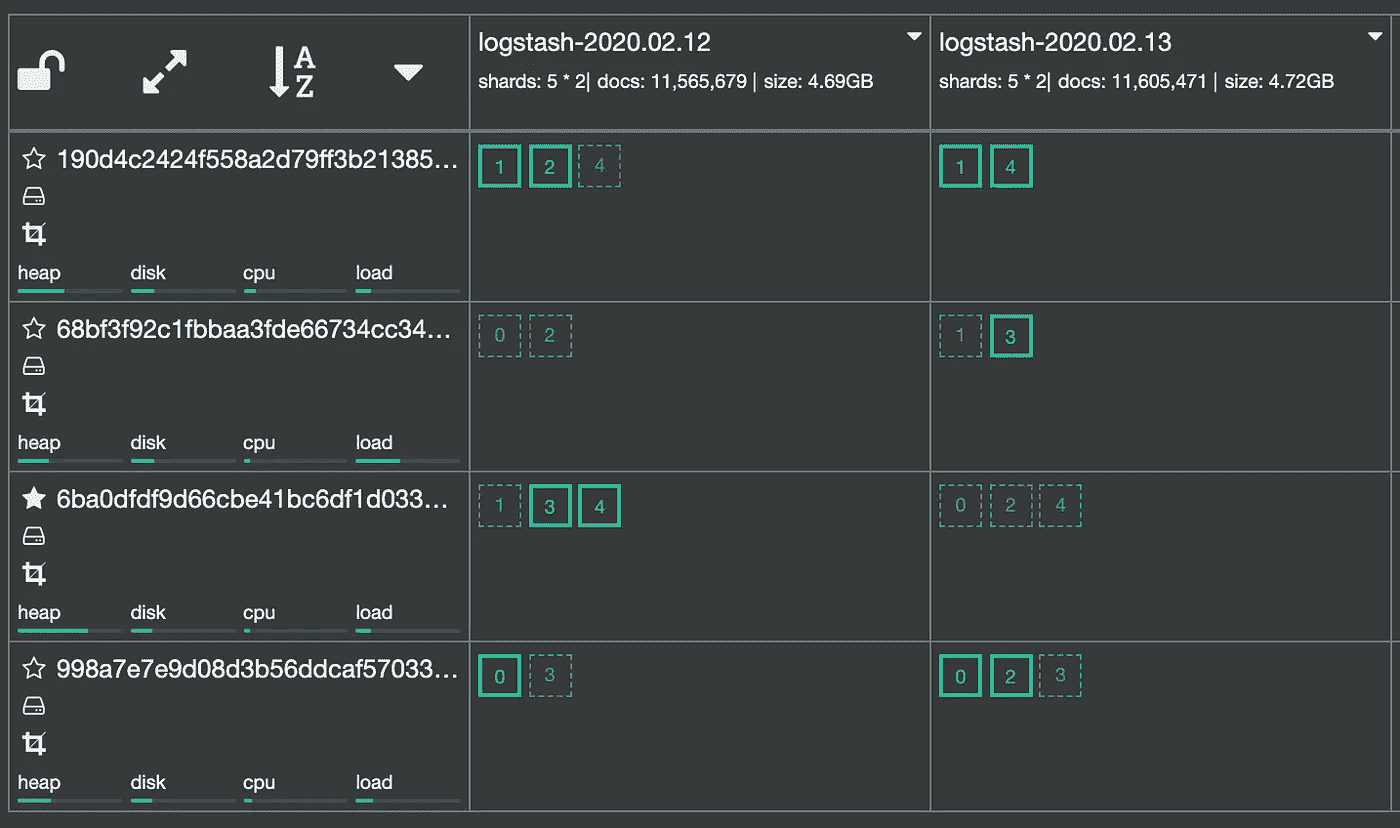 A
Z
logstash-2020.02.12
shards: 5 * 2| docs: 11,565,679 | size: 4.69GB
logstash-2020.02.13
shards: 5 * 2| docs: 11,605,471 | size: 4.72GB
190d4c2424f558a2d79ff3b21385...
heap disk cpu load
1 2 4
1 4
68bf3f92c1fbbaa3fde66734cc34...
heap disk cpu load
0 2
1 3
6ba0dfdf9d66cbe41bc6df1d033...
heap disk cpu load
1 3 4
0 2 4
998a7e7e9d08d3b56ddcaf57033...
heap disk cpu load
0 3
0 2 3